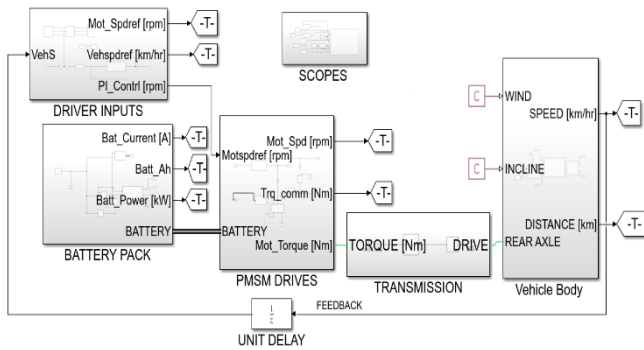 Mot_Spdref [rpm]
-T-
VehS
Vehspdref [km/hr]
-T-
PI_Contrl [rpm]
DRIVER INPUTS
SCOPES
C
WIND
SPEED [km/hr]
-T-
Bat_Current [A]
-T-
Batt_Ah
-T-
Batt_Power [kW]
-T-
BATTERY
BATTERY PACK
Mot_Spd [rpm]
-T-
Motspdref [rpm]
Trq_comm [Nm]
-T-
BATTERY
Mot_Torque [Nm]
PMSM DRIVES
C
INCLINE
DISTANCE [km]
-T-
REAR AXLE
Vehicle Body
TORQUE [Nm]
DRIVE
TRANSMISSION
FEEDBACK
UNIT DELAY